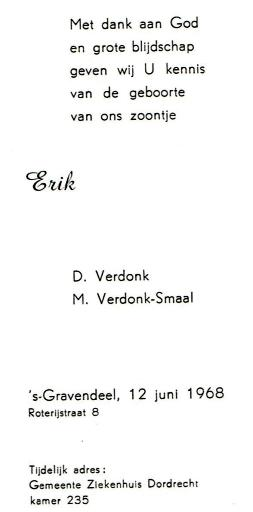 Met dank aan God
en grote blijdschap
geven wij U kennis
van de geboorte
van ons zoontje
Erik
D. Verdonk
M. Verdonk-Smaal
's-Gravendeel, 12 juni 1968
Roterijstraat 8
Tijdelijk adres:
Gemeente Ziekenhuis Dordrecht
kamer 235